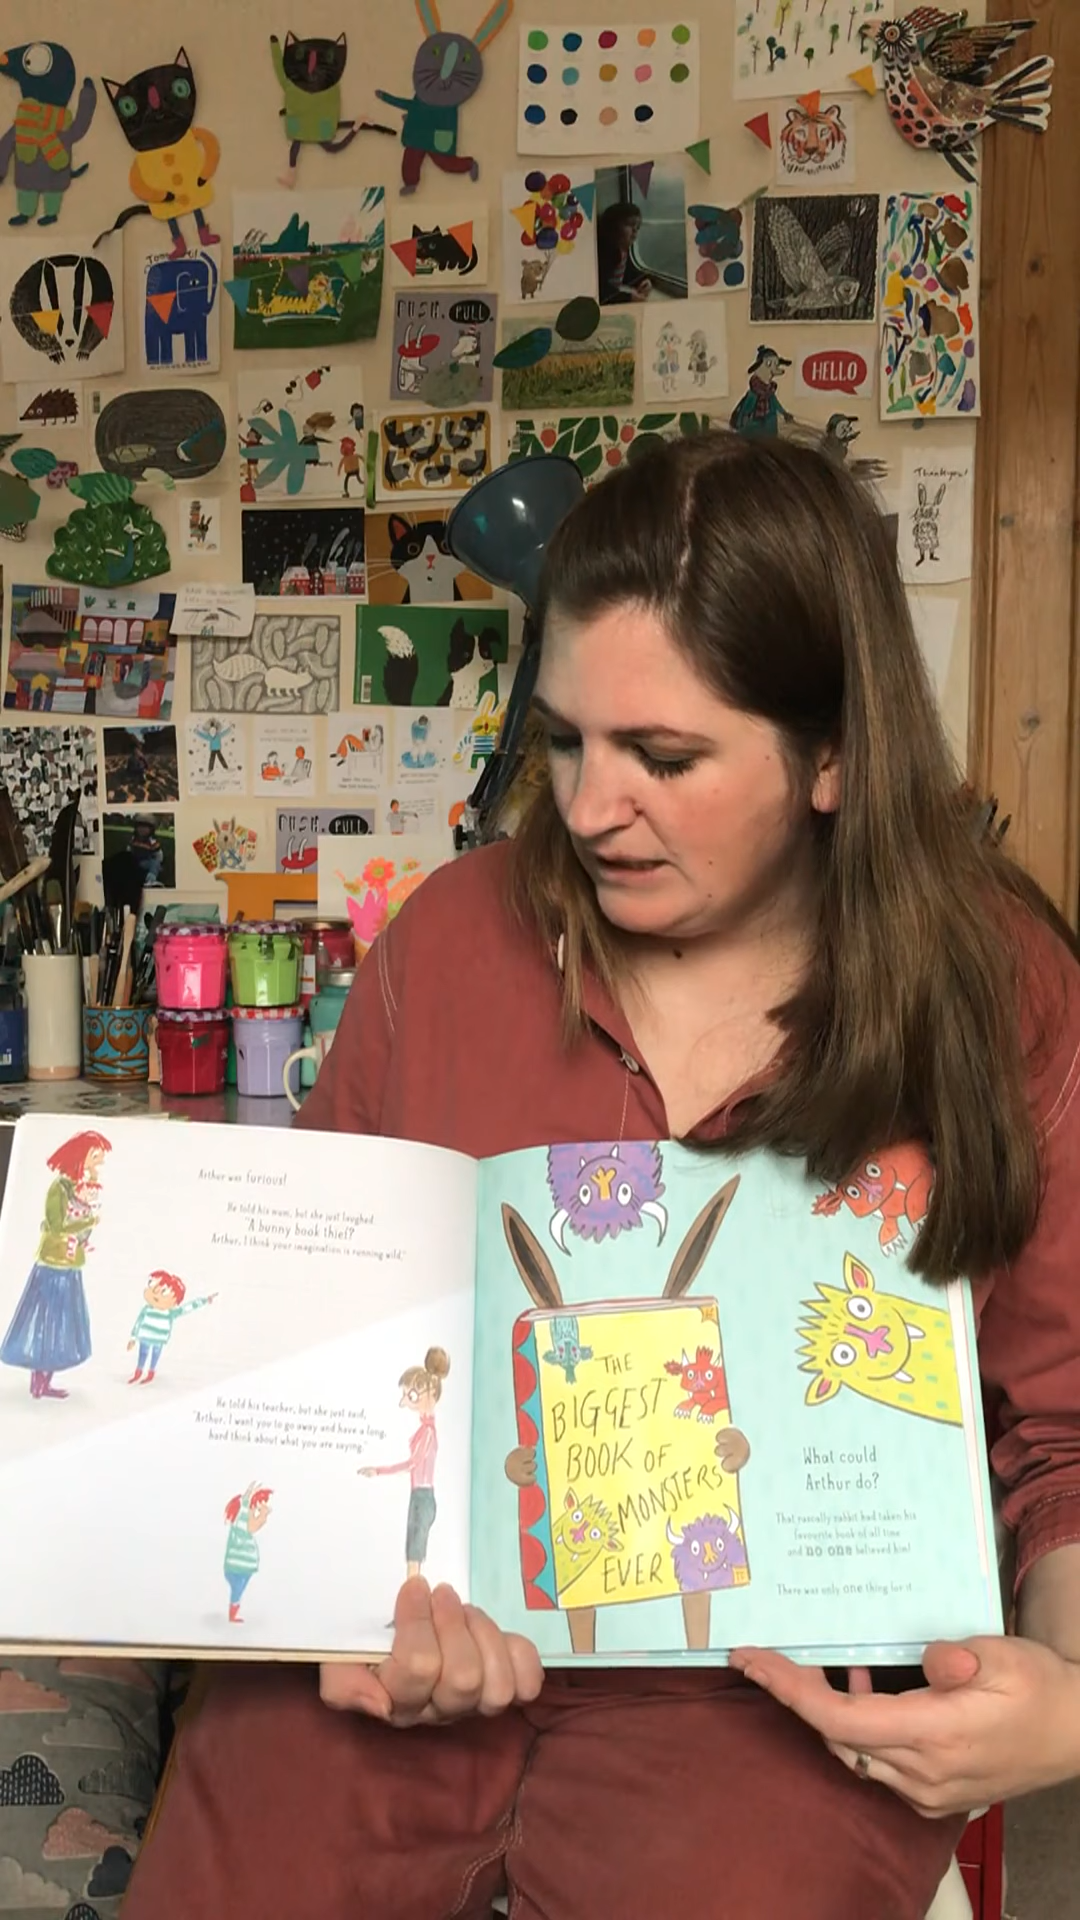 HELLO
PUSH. PULL.
Thankyou!
PUSH. PULL.
Arthur was furious!
He told his mum, but she just laughed.
"A bunny book thief?
Arthur, I think your imagination is running wild."
He told his teacher, but she just said,
"Arthur, I want you to go away and have a long,
hard think about what you are saying."
THE
BIGGEST
BOOK OF
MONSTERS
EVER
What could
Arthur do?
That rascally rabbit had taken his
favourite book of all time
and no one believed him!
There was only one thing for it